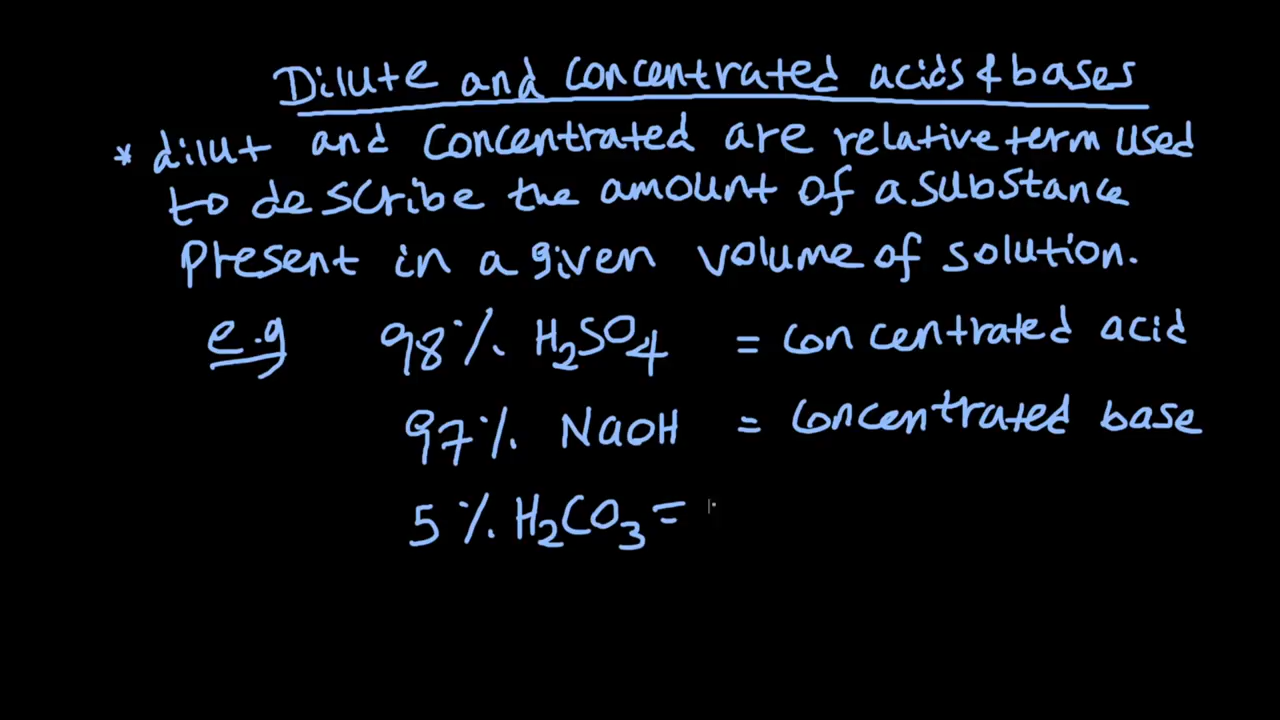 Dilute and concentrated acids & bases
* dilut and concentrated are relative term used
to describe the amount of a substance
present in a given volume of solution.
e.g 98% H₂SO₄ = concentrated acid
97% NaOH = concentrated base
5% H₂CO₃ =